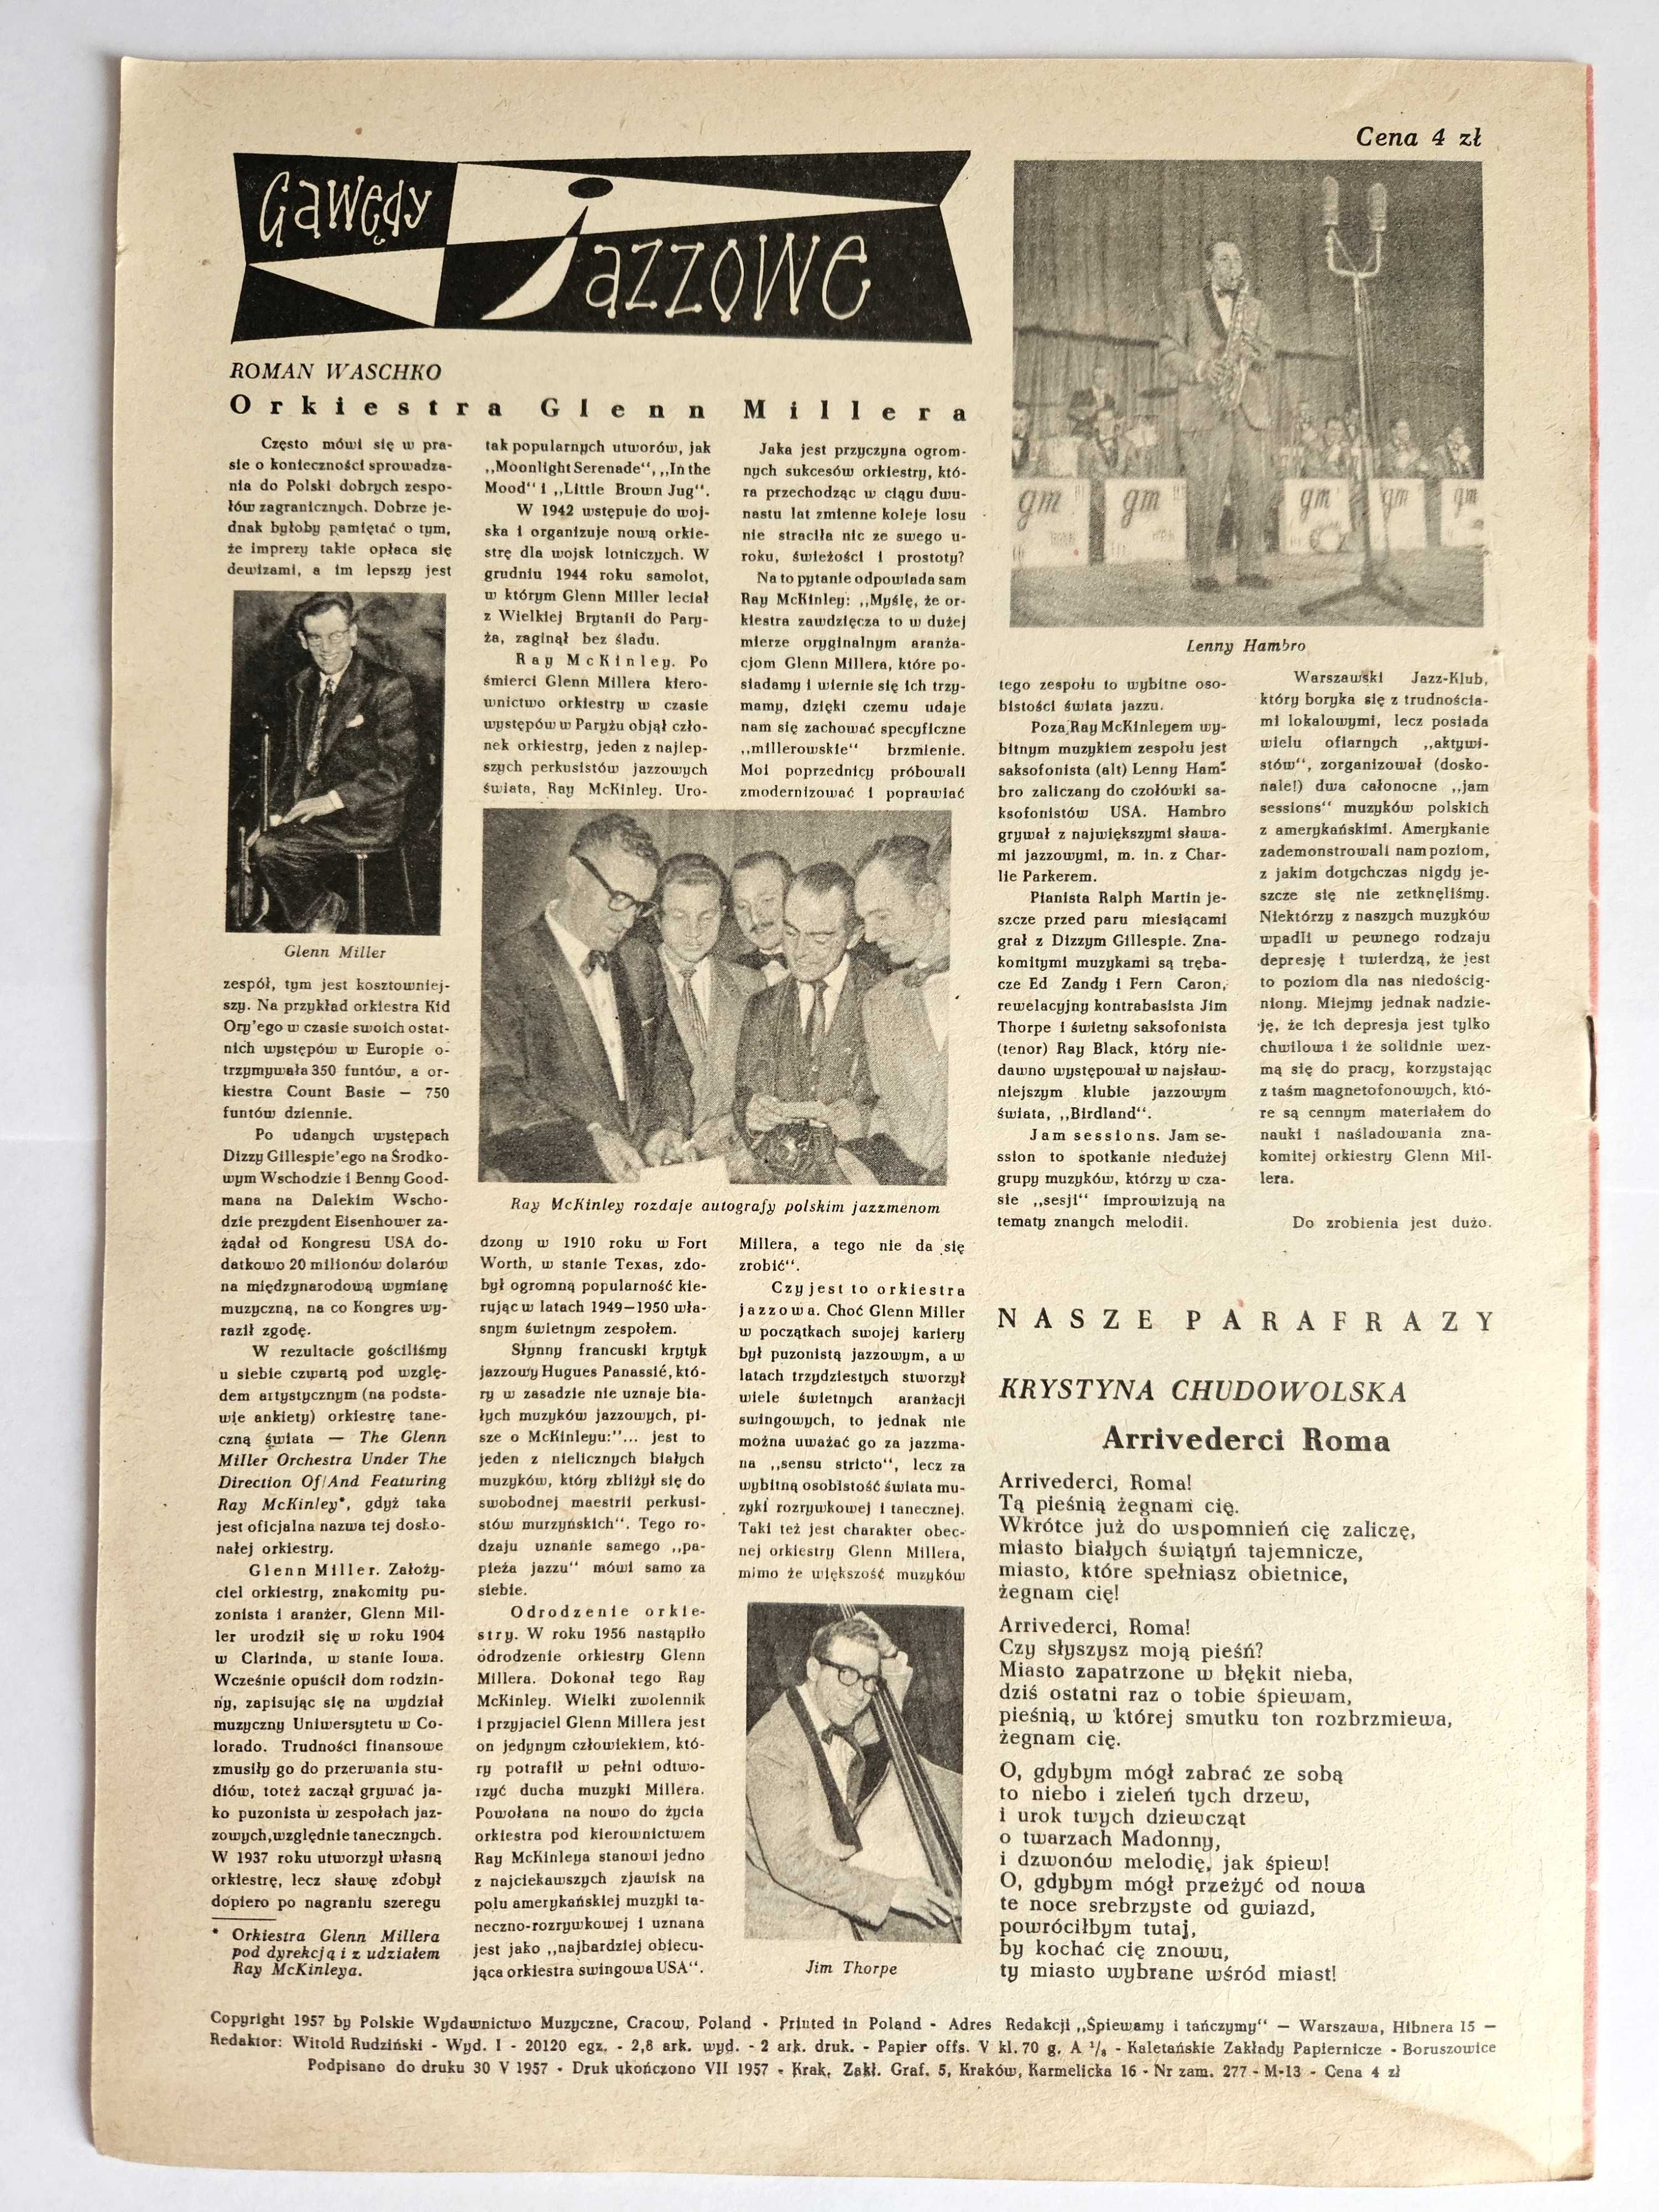 Cena 4 zł
Gawędy
jazzowe
ROMAN WASCHKO
Orkiestra Glenn Millera
Często mówi się w pra-
sie o konieczności sprowadza-
nia do Polski dobrych zespo-
łów zagranicznych. Dobrze je-
dnak byłoby pamiętać o tym,
że imprezy takie opłaca się
dewizami, a im lepszy jest
Glenn Miller
zespół, tym jest kosztowniej-
szy. Na przykład orkiestra Kid
Ory'ego w czasie swoich ostat-
nich występów w Europie o-
trzymywała 350 funtów, a or-
kiestra Count Basie — 750
funtów dziennie.
Po udanych występach
Dizzy Gillespie'ego na Środko-
wym Wschodzie i Benny Good-
mana na Dalekim Wscho-
dzie prezydent Eisenhower za-
żądał od Kongresu USA do-
datkowo 20 milionów dolarów
na międzynarodową wymianę
muzyczną, na co Kongres wy-
raził zgodę.
W rezultacie gościliśmy
u siebie czwartą pod wzglę-
dem artystycznym (na podsta-
wie ankiety) orkiestrę tane-
czną świata — The Glenn
Miller Orchestra Under The
Direction Of/And Featuring
Ray McKinley*, gdyż taka
jest oficjalna nazwa tej dosko-
nałej orkiestry.
Glenn Miller. Założy-
ciel orkiestry, znakomity pu-
zonista i aranżer, Glenn Mil-
ler urodził się w roku 1904
w Clarinda, w stanie Iowa.
Wcześnie opuścił dom rodzin-
ny, zapisując się na wydział
muzyczny Uniwersytetu w Co-
lorado. Trudności finansowe
zmusiły go do przerwania stu-
diów, toteż zaczął grywać ja-
ko puzonista w zespołach jaz-
zowych, względnie tanecznych.
W 1937 roku utworzył własną
orkiestrę, lecz sławę zdobył
dopiero po nagraniu szeregu
* Orkiestra Glenn Millera
pod dyrekcją i z udziałem
Ray McKinleya.
tak popularnych utworów, jak
,,Moonlight Serenade", ,,In the
Mood" i ,,Little Brown Jug".
W 1942 wstępuje do woj-
ska i organizuje nową orkie-
strę dla wojsk lotniczych. W
grudniu 1944 roku samolot,
w którym Glenn Miller leciał
z Wielkiej Brytanii do Pary-
ża, zaginął bez śladu.
Ray McKinley. Po
śmierci Glenn Millera kiero-
wnictwo orkiestry w czasie
występów w Paryżu objął czło-
nek orkiestry, jeden z najlep-
szych perkusistów jazzowych
świata, Ray McKinley. Uro-
Ray McKinley rozdaje autografy polskim jazzmenom
dzony w 1910 roku w Fort
Worth, w stanie Texas, zdo-
był ogromną popularność kie-
rując w latach 1949—1950 wła-
snym świetnym zespołem.
Słynny francuski krytyk
jazzowy Hugues Panassié, któ-
ry w zasadzie nie uznaje bia-
łych muzyków jazzowych, pi-
sze o McKinleyu:"... jest to
jeden z nielicznych białych
muzyków, który zbliżył się do
swobodnej maestrii perkusi-
stów murzyńskich". Tego ro-
dzaju uznanie samego ,,pa-
pieża jazzu" mówi samo za
siebie.
Odrodzenie orkie-
stry. W roku 1956 nastąpiło
odrodzenie orkiestry Glenn
Millera. Dokonał tego Ray
McKinley. Wielki zwolennik
i przyjaciel Glenn Millera jest
on jedynym człowiekiem, któ-
ry potrafił w pełni odtwo-
rzyć ducha muzyki Millera.
Powołana na nowo do życia
orkiestra pod kierownictwem
Ray McKinleya stanowi jedno
z najciekawszych zjawisk na
polu amerykańskiej muzyki ta-
neczno-rozrywkowej i uznana
jest jako ,,najbardziej obiecu-
jąca orkiestra swingowa USA".
Jaka jest przyczyna ogrom-
nych sukcesów orkiestry, któ-
ra przechodząc w ciągu dwu-
nastu lat zmienne koleje losu
nie straciła nic ze swego u-
roku, świeżości i prostoty?
Na to pytanie odpowiada sam
Ray McKinley: ,,Myślę, że or-
kiestra zawdzięcza to w dużej
mierze oryginalnym aranża-
cjom Glenn Millera, które po-
siadamy i wiernie się ich trzy-
mamy, dzięki czemu udaje
nam się zachować specyficzne
,,millerowskie" brzmienie.
Moi poprzednicy próbowali
zmodernizować i poprawiać
Millera, a tego nie da się
zrobić".
Czy jest to orkiestra
jazzowa. Choć Glenn Miller
w początkach swojej kariery
był puzonistą jazzowym, a w
latach trzydziestych stworzył
wiele świetnych aranżacji
swingowych, to jednak nie
można uważać go za jazzma-
na ,,sensu stricto", lecz za
wybitną osobistość świata mu-
zyki rozrywkowej i tanecznej.
Taki też jest charakter obec-
nej orkiestry Glenn Millera,
mimo że większość muzyków
Jim Thorpe
gm
gm
gm
gm
gm
Lenny Hambro
tego zespołu to wybitne oso-
bistości świata jazzu.
Poza Ray McKinleyem wy-
bitnym muzykiem zespołu jest
saksofonista (alt) Lenny Ham-
bro zaliczany do czołówki sa-
ksofonistów USA. Hambro
grywał z największymi sława-
mi jazzowymi, m. in. z Char-
lie Parkerem.
Pianista Ralph Martin je-
szcze przed paru miesiącami
grał z Dizzym Gillespie. Zna-
komitymi muzykami są tręba-
cze Ed Zandy i Fern Caron,
rewelacyjny kontrabasista Jim
Thorpe i świetny saksofonista
(tenor) Ray Black, który nie-
dawno występował w najsław-
niejszym klubie jazzowym
świata, ,,Birdland".
Jam sessions. Jam se-
ssion to spotkanie niedużej
grupy muzyków, którzy w cza-
sie ,,sesji" improwizują na
tematy znanych melodii.
Warszawski Jazz-Klub,
który boryka się z trudnościa-
mi lokalowymi, lecz posiada
wielu ofiarnych ,,aktywi-
stów", zorganizował (dosko-
nale!) dwa całonocne ,,jam
sessions" muzyków polskich
z amerykańskimi. Amerykanie
zademonstrowali nam poziom,
z jakim dotychczas nigdy je-
szcze się nie zetknęliśmy.
Niektórzy z naszych muzyków
wpadli w pewnego rodzaju
depresję i twierdzą, że jest
to poziom dla nas niedościg-
niony. Miejmy jednak nadzie-
ję, że ich depresja jest tylko
chwilowa i że solidnie wez-
mą się do pracy, korzystając
z taśm magnetofonowych, któ-
re są cennym materiałem do
nauki i naśladowania zna-
komitej orkiestry Glenn Mil-
lera.
Do zrobienia jest dużo.
NASZE PARAFRAZY
KRYSTYNA CHUDOWOLSKA
Arrivederci Roma
Arrivederci, Roma!
Tą pieśnią żegnam cię.
Wkrótce już do wspomnień cię zaliczę,
miasto białych świątyń tajemnicze,
miasto, które spełniasz obietnice,
żegnam cię!
Arrivederci, Roma!
Czy słyszysz moją pieśń?
Miasto zapatrzone w błękit nieba,
dziś ostatni raz o tobie śpiewam,
pieśnią, w której smutku ton rozbrzmiewa,
żegnam cię.
O, gdybym mógł zabrać ze sobą
to niebo i zieleń tych drzew,
i urok twych dziewcząt
o twarzach Madonny,
i dzwonów melodię, jak śpiew!
O, gdybym mógł przeżyć od nowa
te noce srebrzyste od gwiazd,
powróciłbym tutaj,
by kochać cię znowu,
ty miasto wybrane wśród miast!
Copyright 1957 by Polskie Wydawnictwo Muzyczne, Cracow, Poland - Printed in Poland - Adres Redakcji ,,Śpiewamy i tańczymy" — Warszawa, Hibnera 15 —
Redaktor: Witold Rudziński - Wyd. I - 20120 egz. - 2,8 ark. wyd. - 2 ark. druk. - Papier offs. V kl. 70 g. A 1/8 - Kaletańskie Zakłady Papiernicze - Boruszowice
Podpisano do druku 30 V 1957 - Druk ukończono VII 1957 - Krak. Zakł. Graf. 5, Kraków, Karmelicka 16 - Nr zam. 277 - M-13 - Cena 4 zł